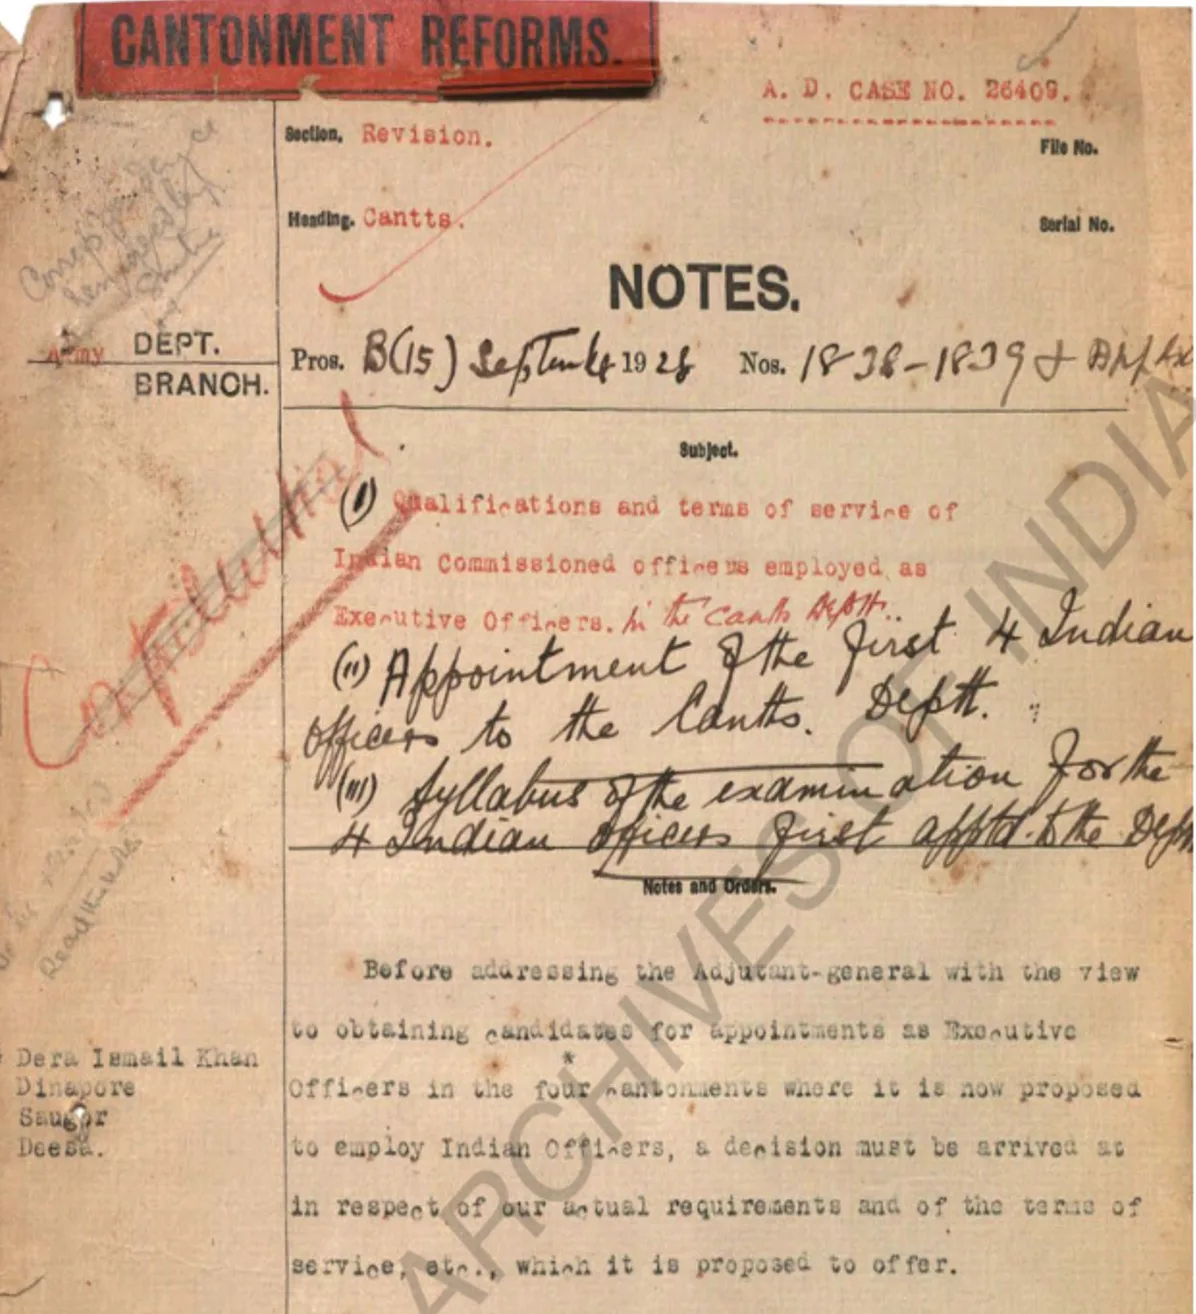 CANTONMENT REFORMS.
A. D. CASE NO. 26409.
Section. Revision.
File No.
Heading. Cantts.
Serial No.
NOTES.
Army DEPT.
BRANCH.
Pros. B(15) September 1928 Nos. 1838-1839 &
Confidential
Subject.
(I) Qualifications and terms of service of
Indian Commissioned officers employed as
Executive Officers. in the Cants Deptt.
(II) Appointment of the first 4 Indian
officers to the Cantts. Deptt.
(III) Syllabus of the examination for the
4 Indian officers first apptd. to the Deptt
Notes and Orders.
Before addressing the Adjutant-general with the view
to obtaining candidates for appointments as Executive
*
Officers in the four cantonments where it is now proposed
to employ Indian Officers, a decision must be arrived at
in respect of our actual requirements and of the terms of
service, etc., which it is proposed to offer.
Dera Ismail Khan
Dinapore
Saugor
Deesa.
ARCHIVES OF INDIA